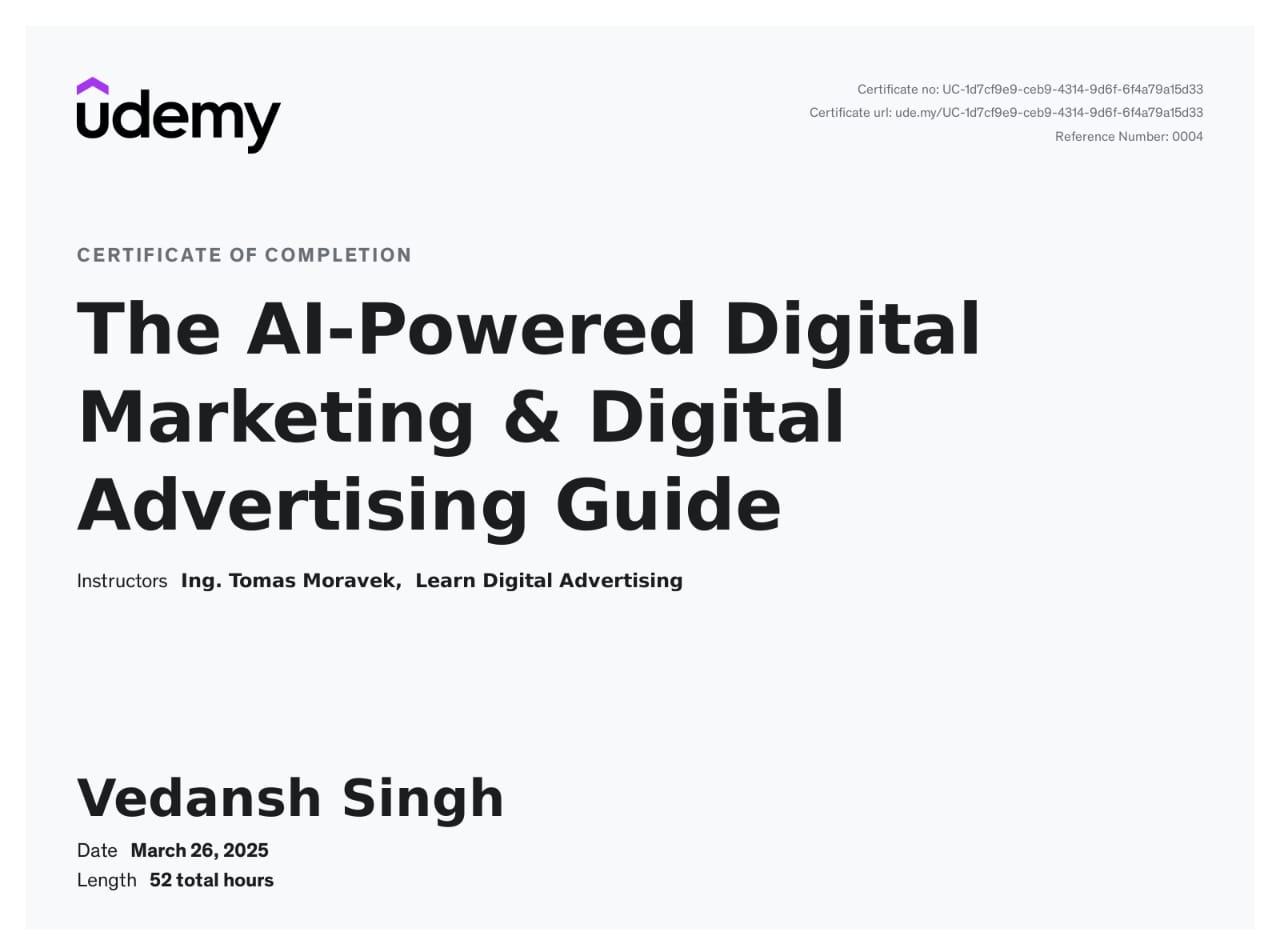 udemy
Certificate no: UC-1d7cf9e9-ceb9-4314-9d6f-6f4a79a15d33
Certificate url: ude.my/UC-1d7cf9e9-ceb9-4314-9d6f-6f4a79a15d33
Reference Number: 0004
CERTIFICATE OF COMPLETION
The AI-Powered Digital
Marketing & Digital
Advertising Guide
Instructors Ing. Tomas Moravek, Learn Digital Advertising
Vedansh Singh
Date March 26, 2025
Length 52 total hours